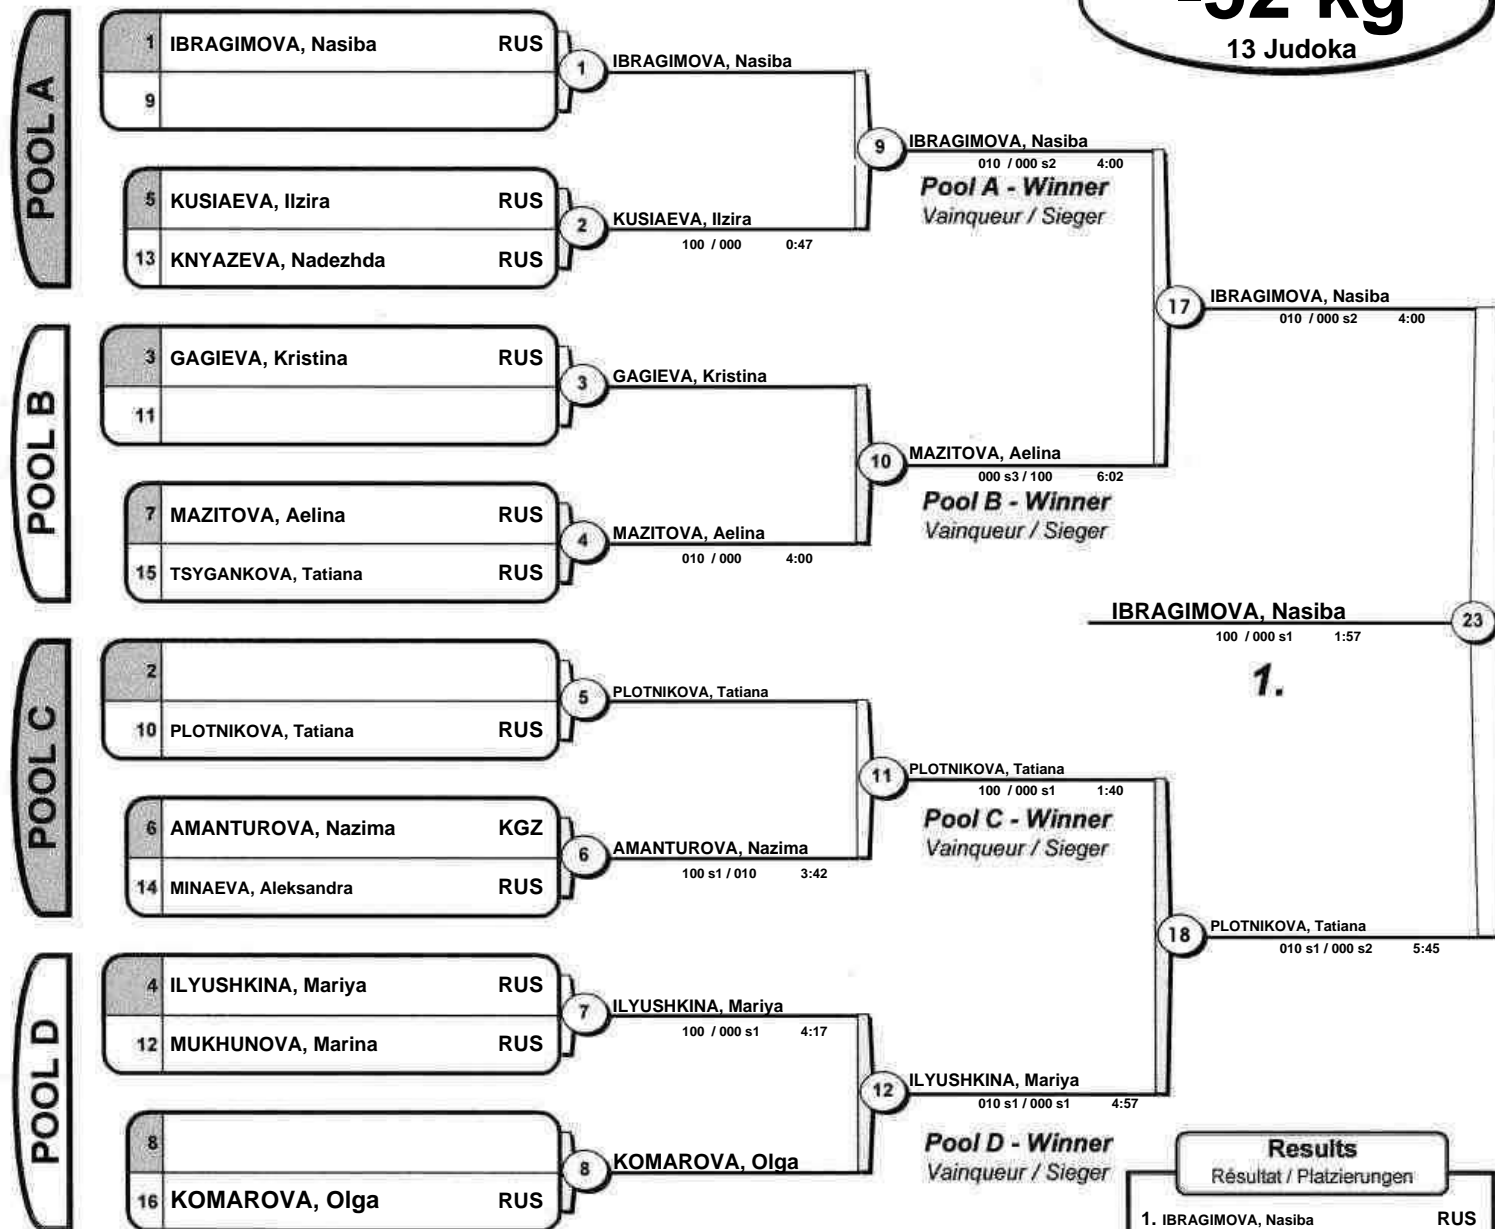 -52 kg
13 Judoka
POOL A
1 IBRAGIMOVA, Nasiba RUS
9
1
IBRAGIMOVA, Nasiba
5 KUSIAEVA, Ilzira RUS
13 KNYAZEVA, Nadezhda RUS
2
KUSIAEVA, Ilzira
100 / 000 0:47
9
IBRAGIMOVA, Nasiba
010 / 000 s2 4:00
Pool A - Winner
Vainqueur / Sieger
POOL B
3 GAGIEVA, Kristina RUS
11
3
GAGIEVA, Kristina
7 MAZITOVA, Aelina RUS
15 TSYGANKOVA, Tatiana RUS
4
MAZITOVA, Aelina
010 / 000 4:00
10
MAZITOVA, Aelina
000 s3 / 100 6:02
Pool B - Winner
Vainqueur / Sieger
17
IBRAGIMOVA, Nasiba
010 / 000 s2 4:00
IBRAGIMOVA, Nasiba
23
100 / 000 s1 1:57
1.
POOL C
2
10 PLOTNIKOVA, Tatiana RUS
5
PLOTNIKOVA, Tatiana
6 AMANTUROVA, Nazima KGZ
14 MINAEVA, Aleksandra RUS
6
AMANTUROVA, Nazima
100 s1 / 010 3:42
11
PLOTNIKOVA, Tatiana
100 / 000 s1 1:40
Pool C - Winner
Vainqueur / Sieger
18
PLOTNIKOVA, Tatiana
010 s1 / 000 s2 5:45
POOL D
4 ILYUSHKINA, Mariya RUS
12 MUKHUNOVA, Marina RUS
7
ILYUSHKINA, Mariya
100 / 000 s1 4:17
8
16 KOMAROVA, Olga RUS
8
KOMAROVA, Olga
12
ILYUSHKINA, Mariya
010 s1 / 000 s1 4:57
Pool D - Winner
Vainqueur / Sieger
Results
Résultat / Platzierungen
1. IBRAGIMOVA, Nasiba RUS